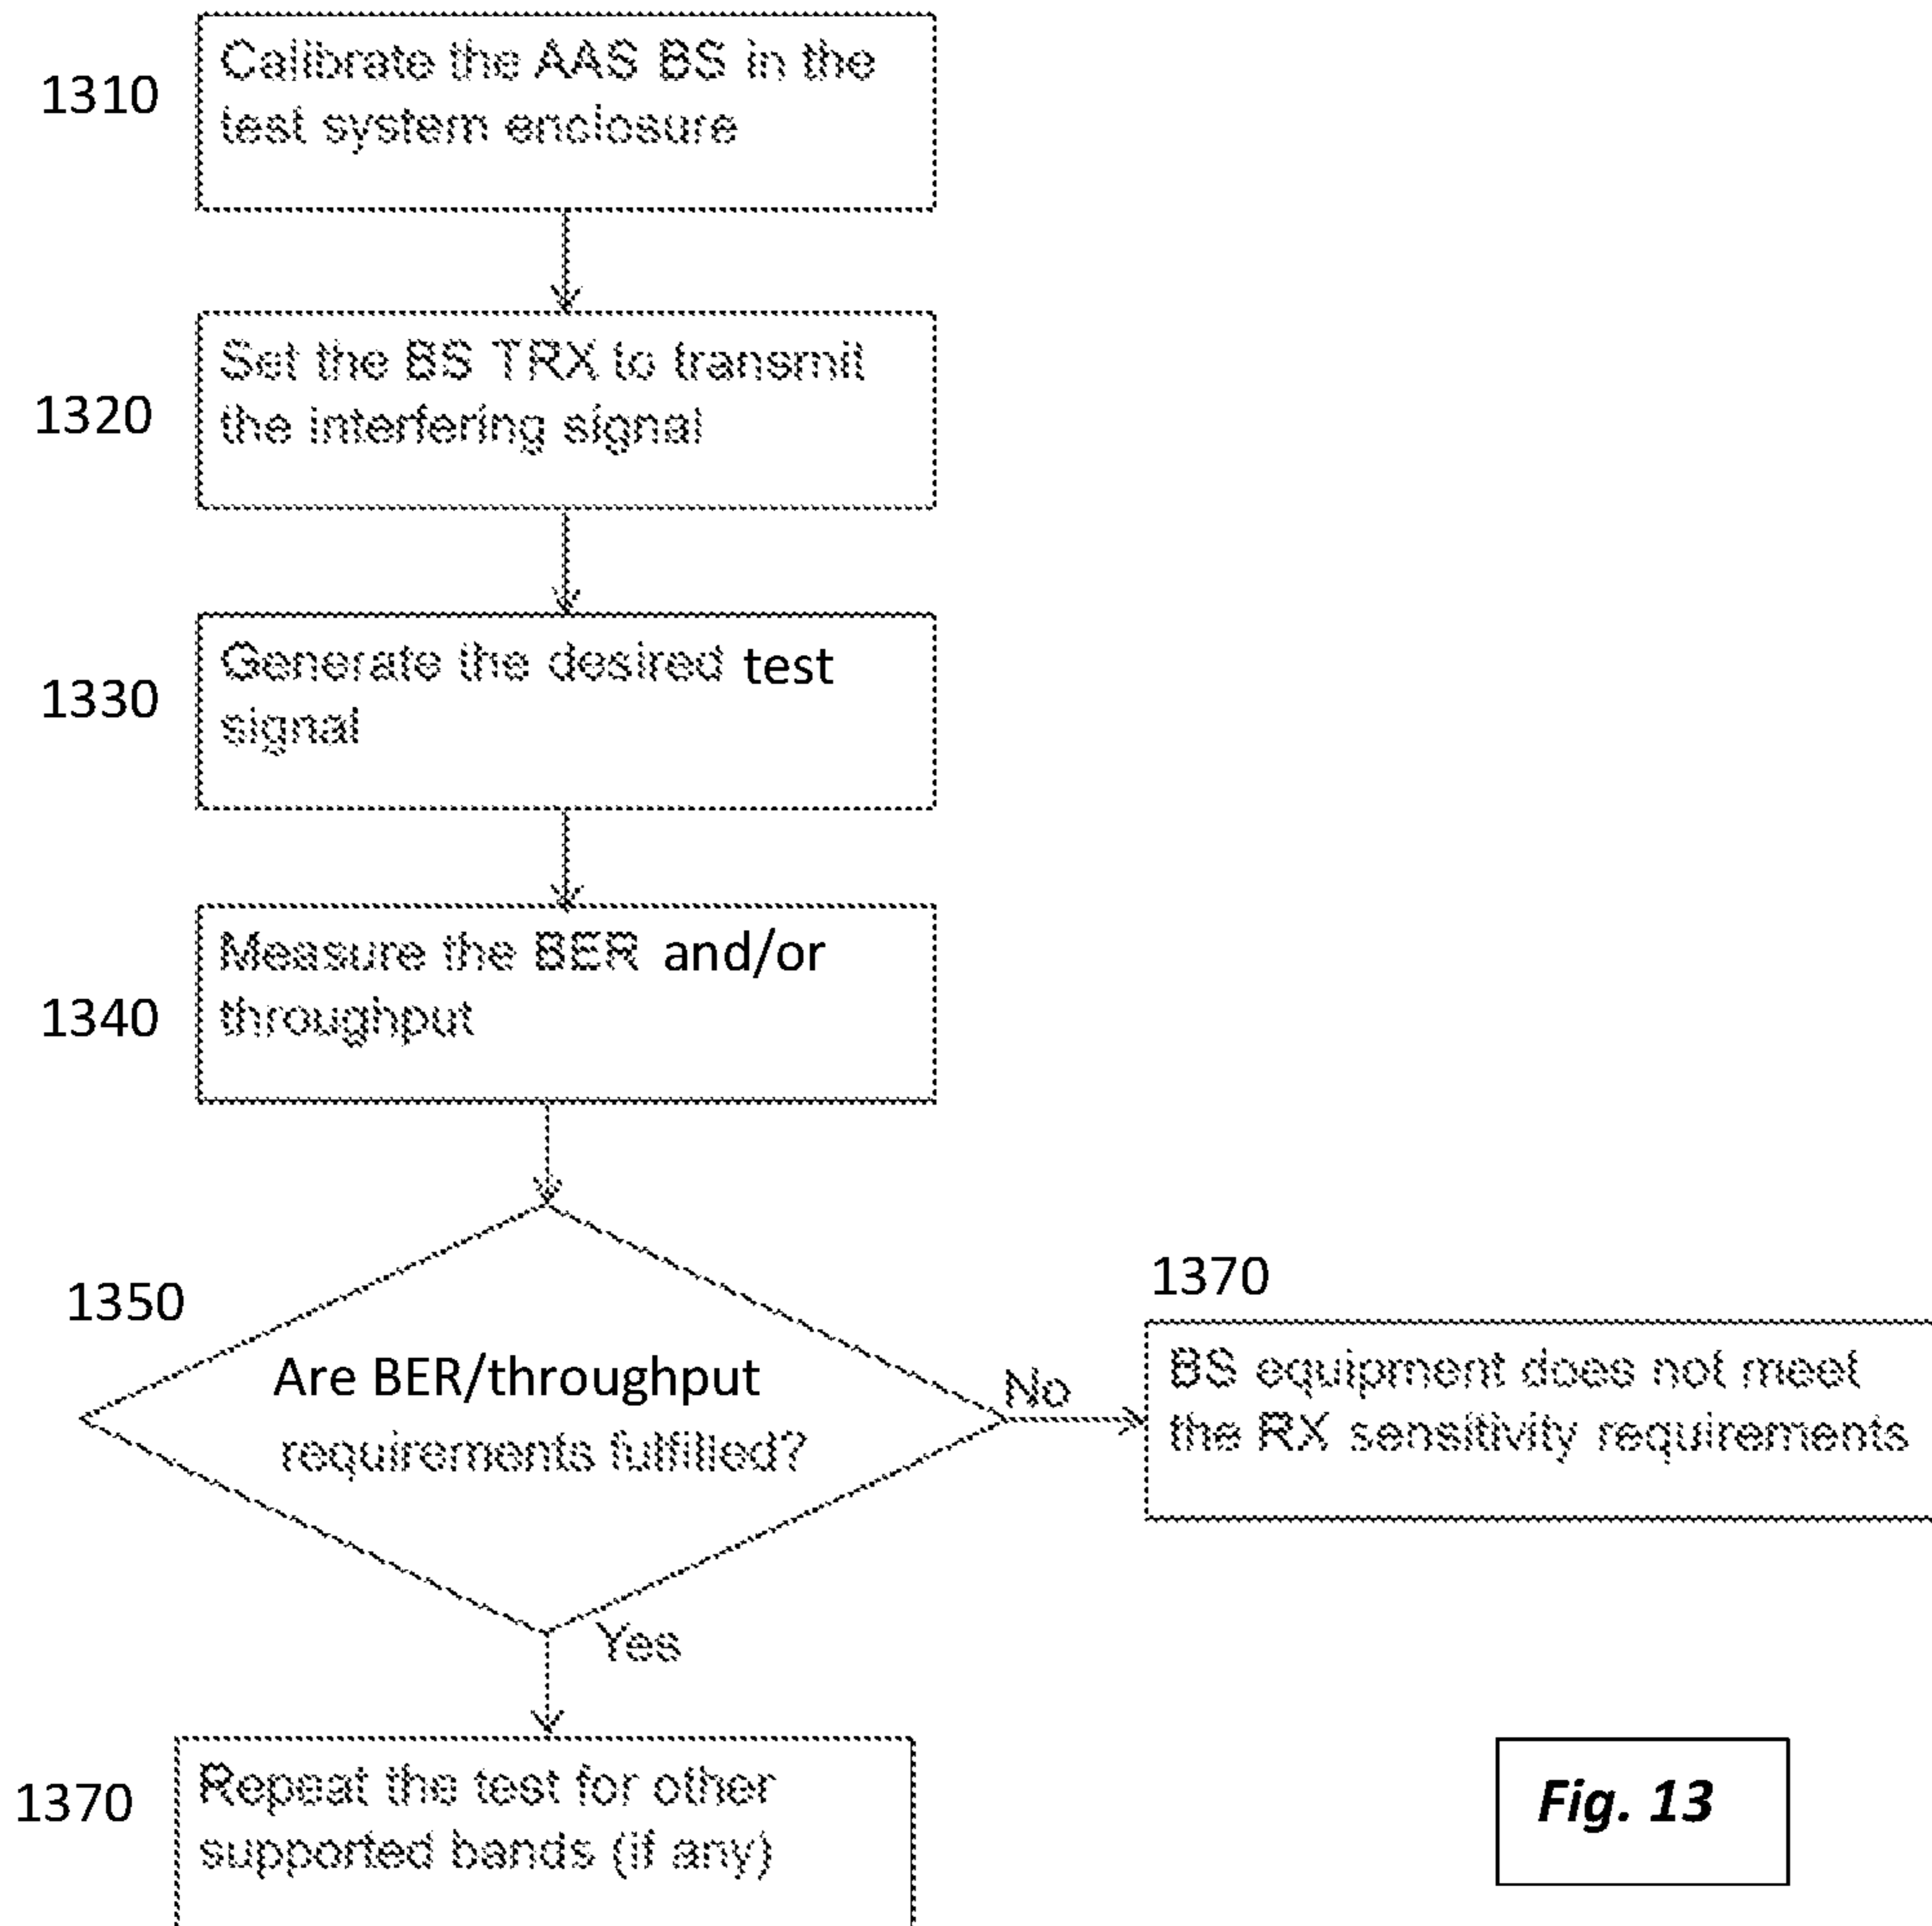 1310
Calibrate the AAS BS in the
test system enclosure
1320
Set the BS TRX to transmit
the interfering signal
1330
Generate the desired test
signal
1340
Measure the BER and/or
throughput
1350
Are BER/throughput
requirements fulfilled?
No
1370
BS equipment does not meet
the RX sensitivity requirements
Yes
1370
Repeat the test for other
supported bands (if any)
Fig. 13